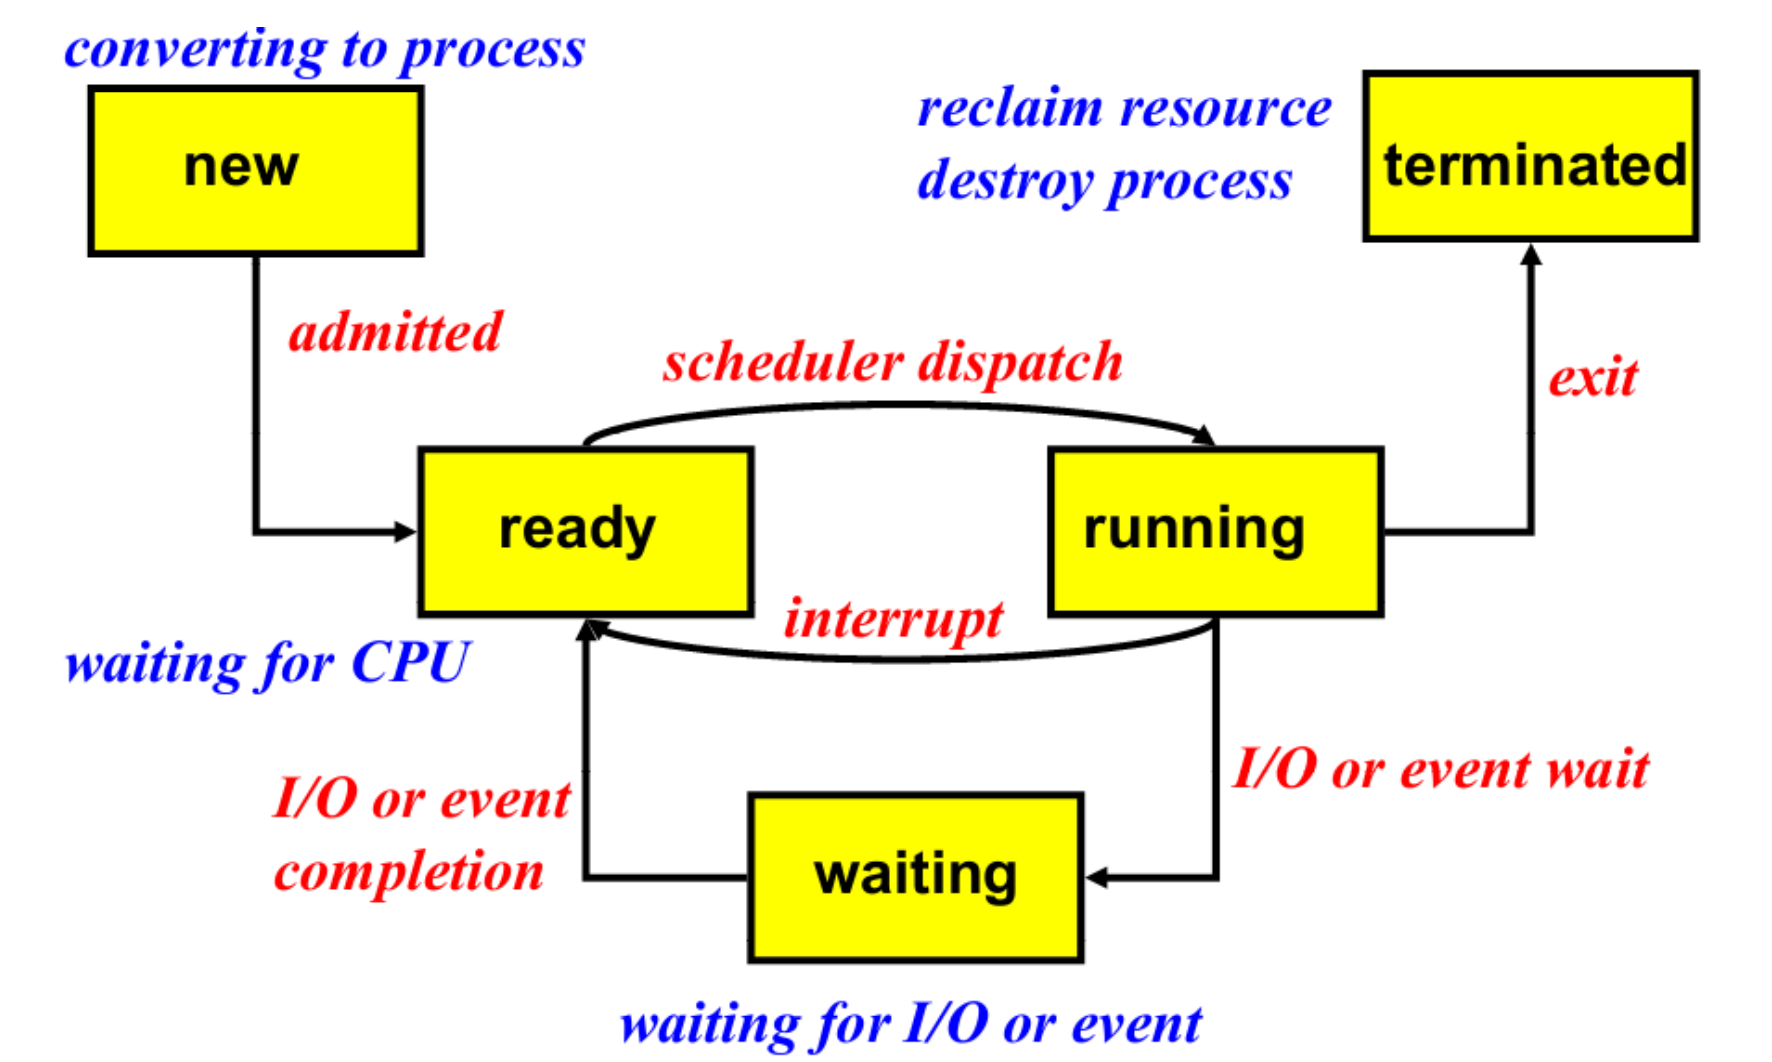 converting to process
new
reclaim resource
destroy process
terminated
admitted
scheduler dispatch
exit
ready
running
interrupt
waiting for CPU
I/O or event
completion
I/O or event wait
waiting
waiting for I/O or event